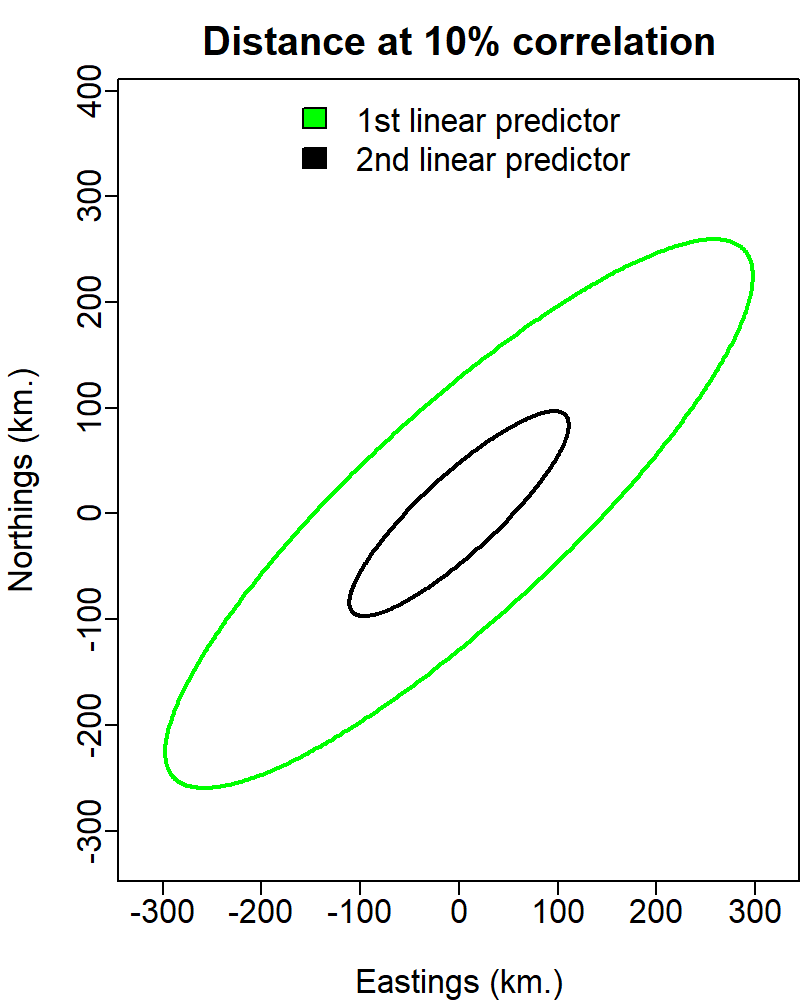 Distance at 10% correlation
1st linear predictor
2nd linear predictor
400
300
200
100
0
-100
-200
-300
Northings (km.)
-300 -200 -100 0 100 200 300
Eastings (km.)